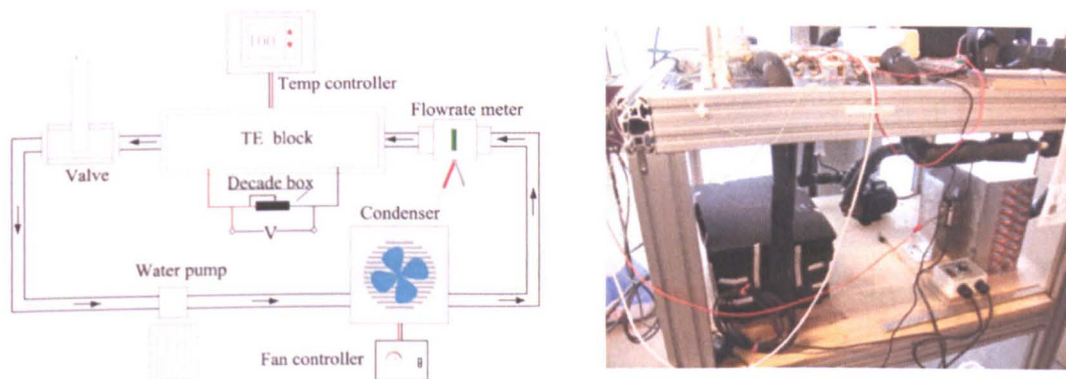 100
Temp controller
Flowrate meter
TE block
Valve
Decade box
V
Condenser
Water pump
Fan controller